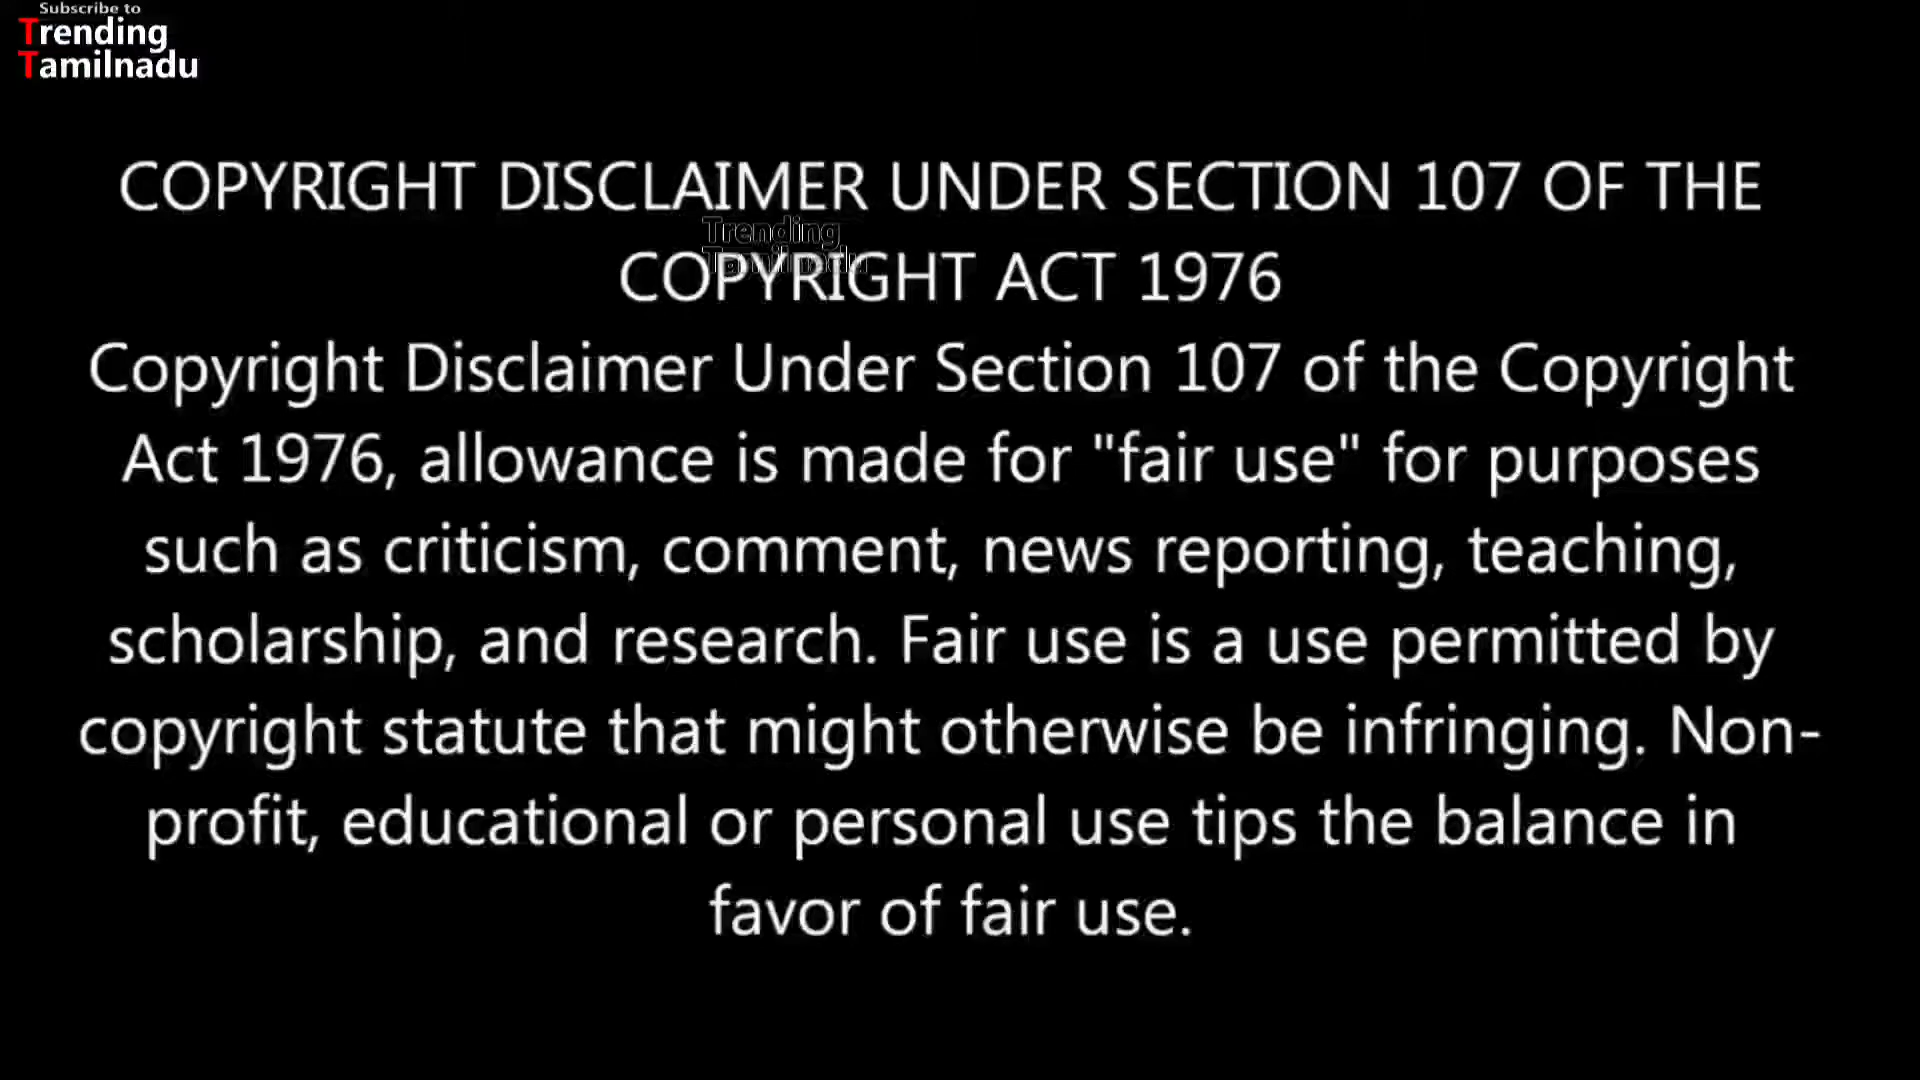 Subscribe to
Trending
Tamilnadu
COPYRIGHT DISCLAIMER UNDER SECTION 107 OF THE
Trending
Tamilnadu
COPYRIGHT ACT 1976
Copyright Disclaimer Under Section 107 of the Copyright
Act 1976, allowance is made for "fair use" for purposes
such as criticism, comment, news reporting, teaching,
scholarship, and research. Fair use is a use permitted by
copyright statute that might otherwise be infringing. Non-
profit, educational or personal use tips the balance in
favor of fair use.